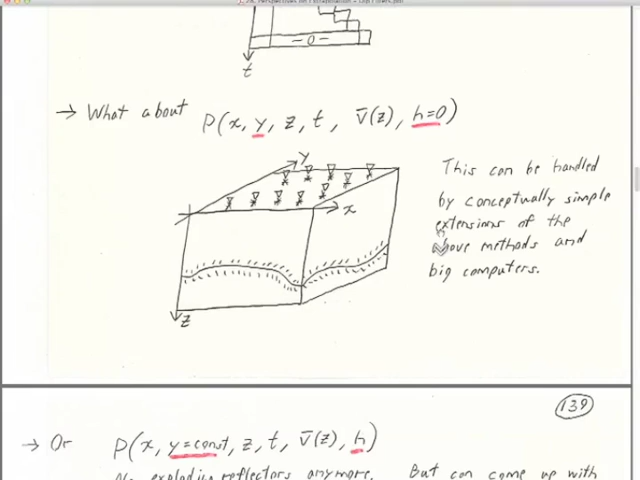 - 0 -
t
→ What about P(x, y, z, t, v̄(z), h=0)
y
x
z
This can be handled
by conceptually simple
extensions of the
above methods and
big computers.
139
→ Or P(x, y=const, z, t, v̄(z), h)
No exploding reflectors anymore. But can come up with